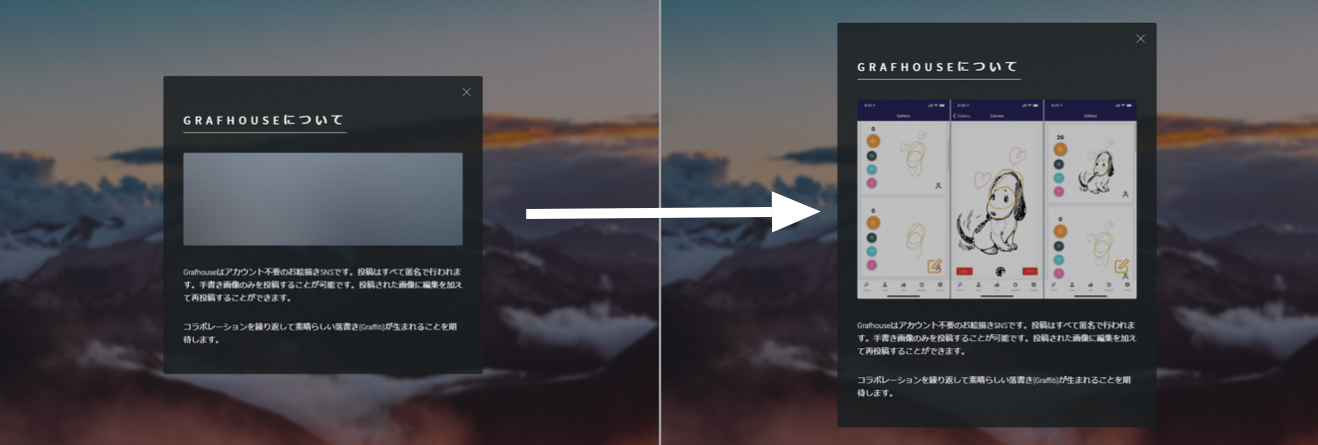 GRAFHOUSEについて
Grafhouseはアカウント不要のお絵描きSNSです。投稿はすべて匿名で行われま
す。手書き画像のみを投稿することが可能です。投稿された画像に編集を加え
て再投稿することができます。
コラボレーションを繰り返して素晴らしい落書き(Graffiti)が生まれることを期
待します。
GRAFHOUSEについて
Gallery
Gallery
Canvas
Gallery
0
0
26
0
Grafhouseはアカウント不要のお絵描きSNSです。投稿はすべて匿名で行われま
す。手書き画像のみを投稿することが可能です。投稿された画像に編集を加え
て再投稿することができます。
コラボレーションを繰り返して素晴らしい落書き(Graffiti)が生まれることを期
待します。